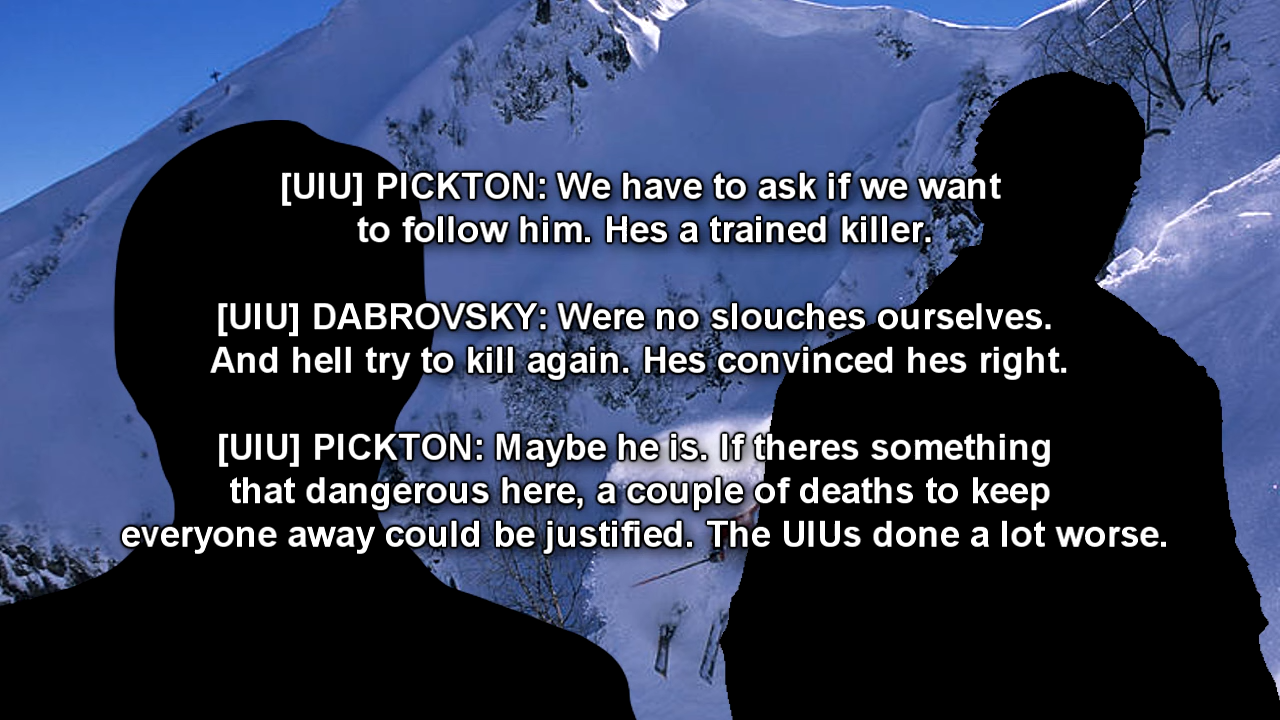 [UIU] PICKTON: We have to ask if we want
to follow him. Hes a trained killer.
[UIU] DABROVSKY: Were no slouches ourselves.
And hell try to kill again. Hes convinced hes right.
[UIU] PICKTON: Maybe he is. If theres something
that dangerous here, a couple of deaths to keep
everyone away could be justified. The UIUs done a lot worse.